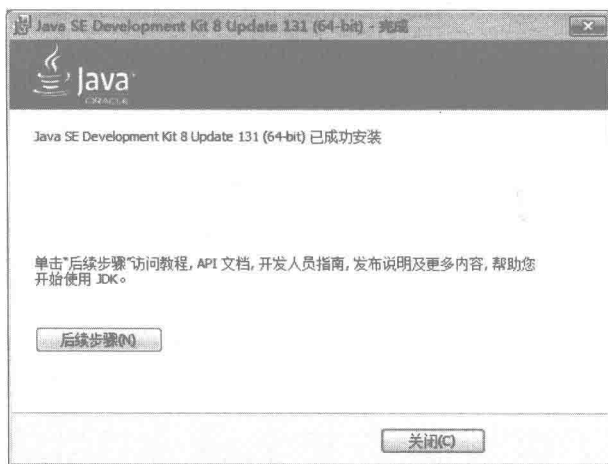 Java SE Development Kit 8 Update 131 (64-bit) - 完成
Java
ORACLE
Java SE Development Kit 8 Update 131 (64-bit) 已成功安装
单击"后续步骤"访问教程, API 文档, 开发人员指南, 发布说明及更多内容, 帮助您
开始使用 JDK。
后续步骤(N)
关闭(C)